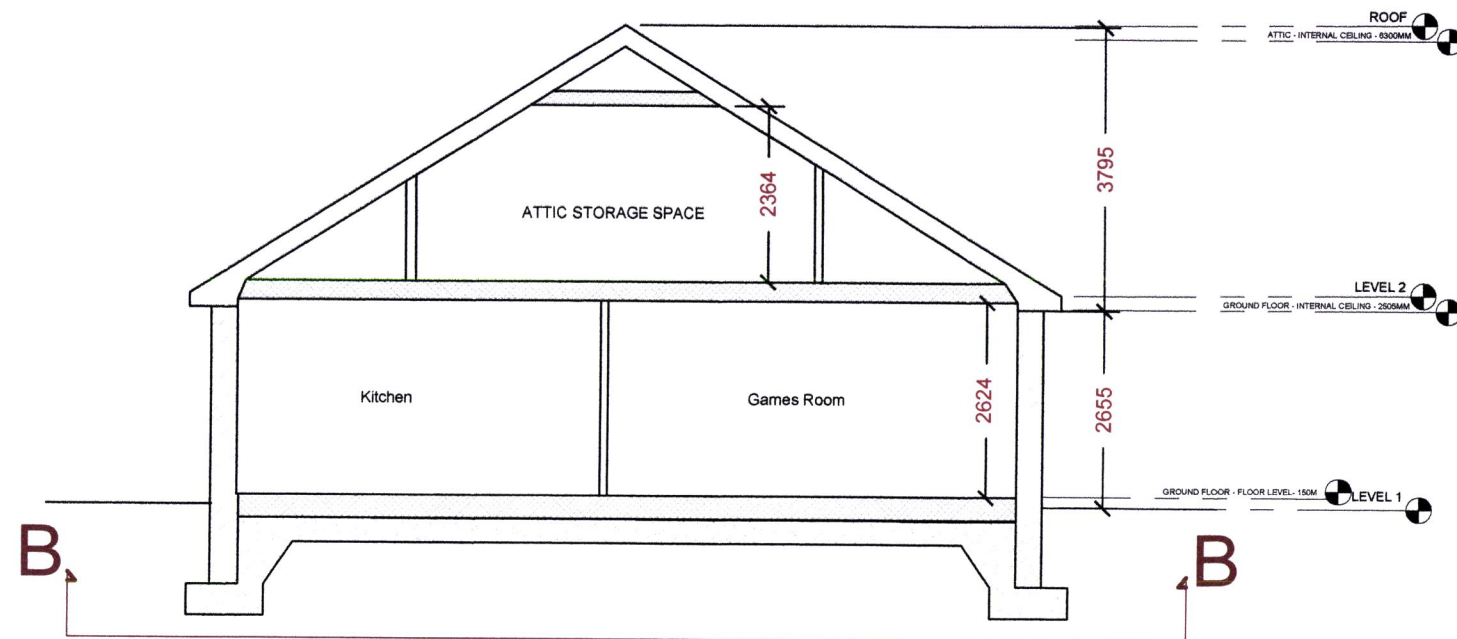 ROOF
ATTIC - INTERNAL CEILING - 6300MM
3795
2364
ATTIC STORAGE SPACE
LEVEL 2
GROUND FLOOR - INTERNAL CEILING - 2505MM
Kitchen
Games Room
2624
2655
GROUND FLOOR - FLOOR LEVEL- 150M
LEVEL 1
B
B